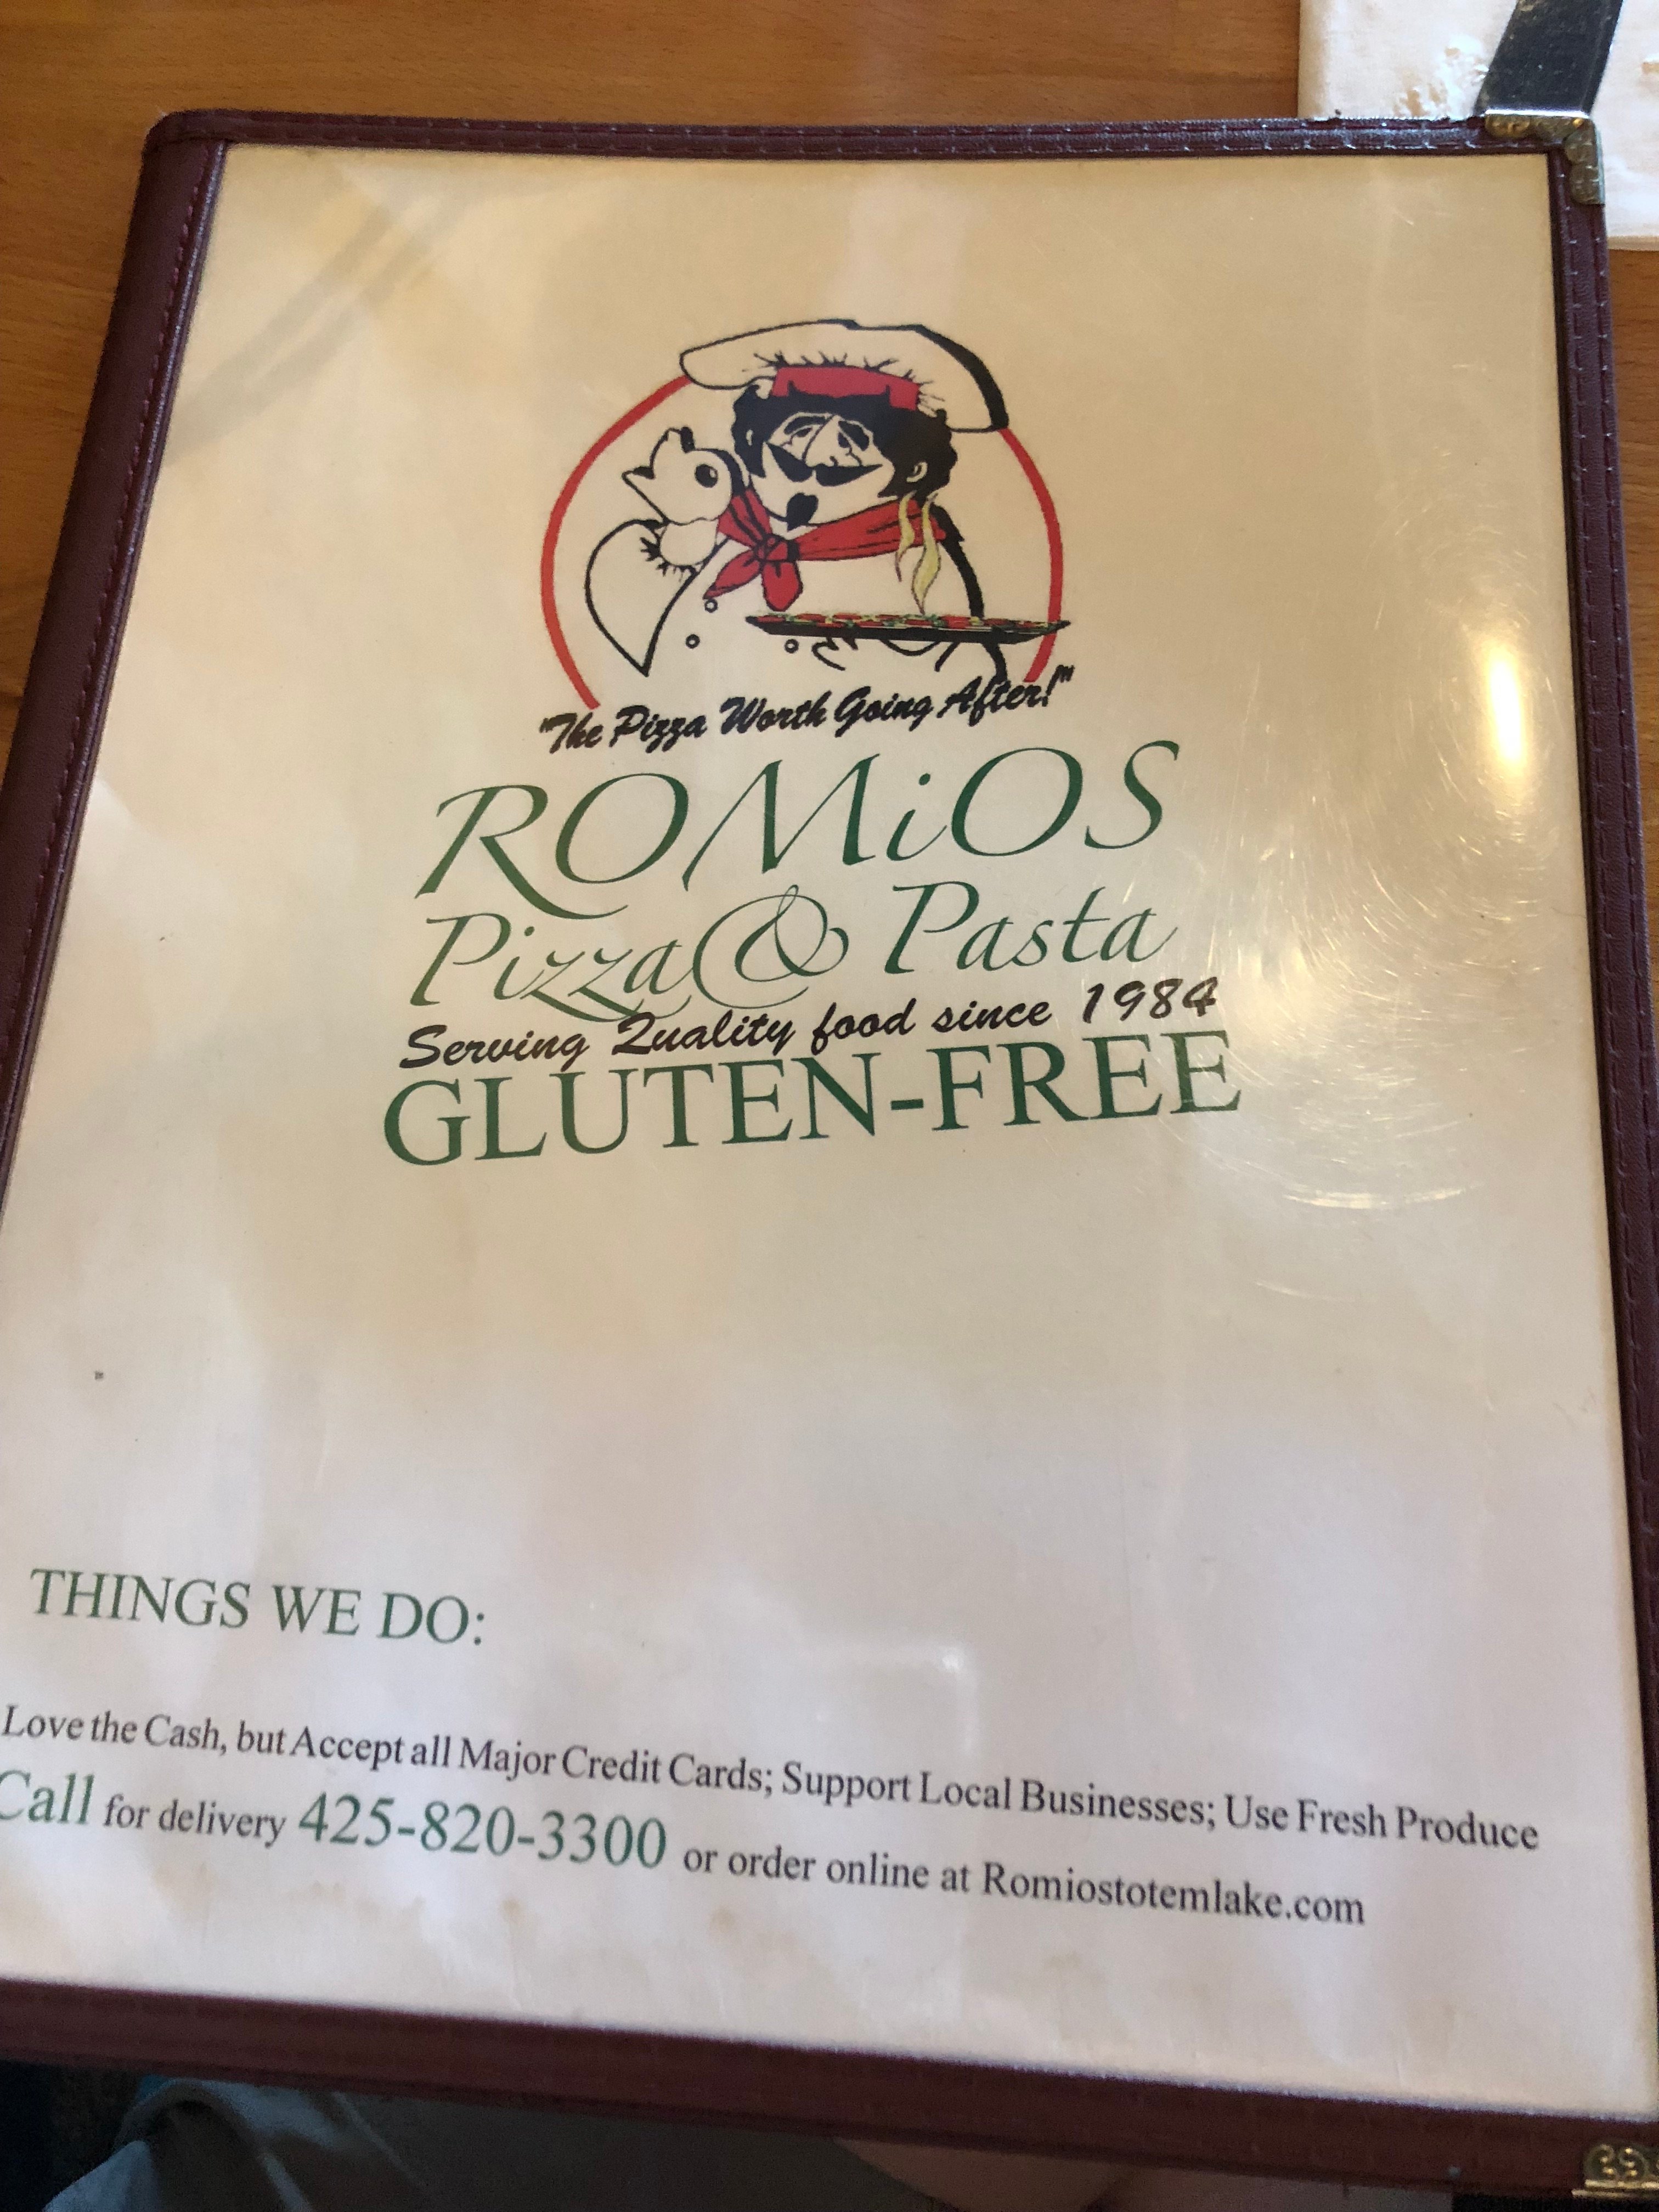 "The Pizza Worth Going After!"
ROMiOS
Pizza & Pasta
Serving Quality food since 1984
GLUTEN-FREE
THINGS WE DO:
Love the Cash, but Accept all Major Credit Cards; Support Local Businesses; Use Fresh Produce
Call for delivery 425-820-3300 or order online at Romiostotemlake.com